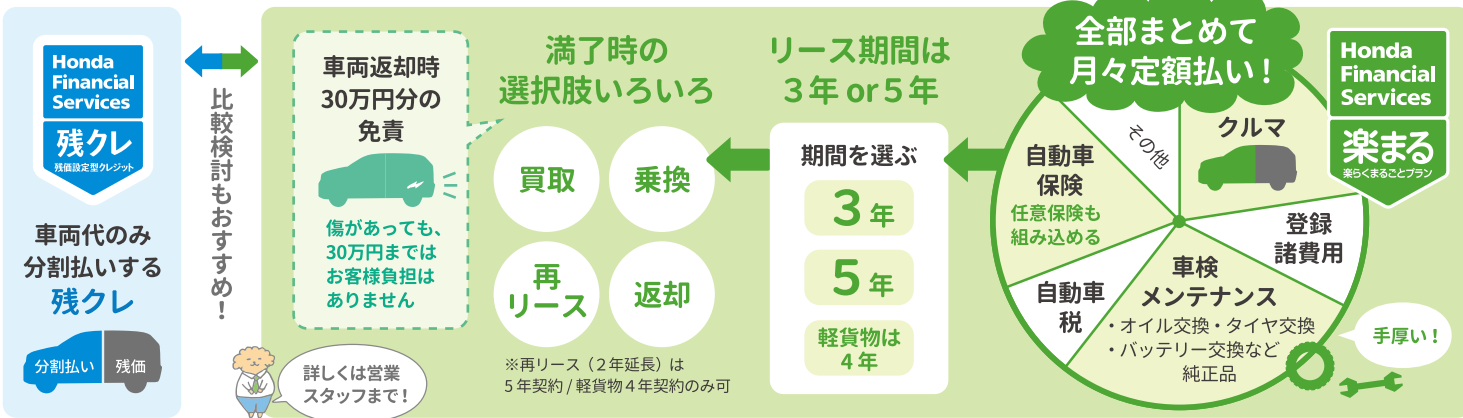 Honda
Financial
Services
残クレ
残価設定型クレジット
車両代のみ
分割払いする
残クレ
分割払い
残価
比較検討もおすすめ！
車両返却時
30万円分の
免責
傷があっても、
30万円までは
お客様負担は
ありません
詳しくは営業
スタッフまで！
満了時の
選択肢いろいろ
買取
乗換
再
リース
返却
※再リース（２年延長）は
５年契約 / 軽貨物４年契約のみ可
リース期間は
３年 or５年
期間を選ぶ
３年
５年
軽貨物は
４年
全部まとめて
月々定額払い！
クルマ
登録
諸費用
車検
メンテナンス
・オイル交換・タイヤ交換
・バッテリー交換など
純正品
自動車
税
自動車
保険
任意保険も
組み込める
その他
手厚い！
Honda
Financial
Services
楽まる
楽らくまるごとプラン